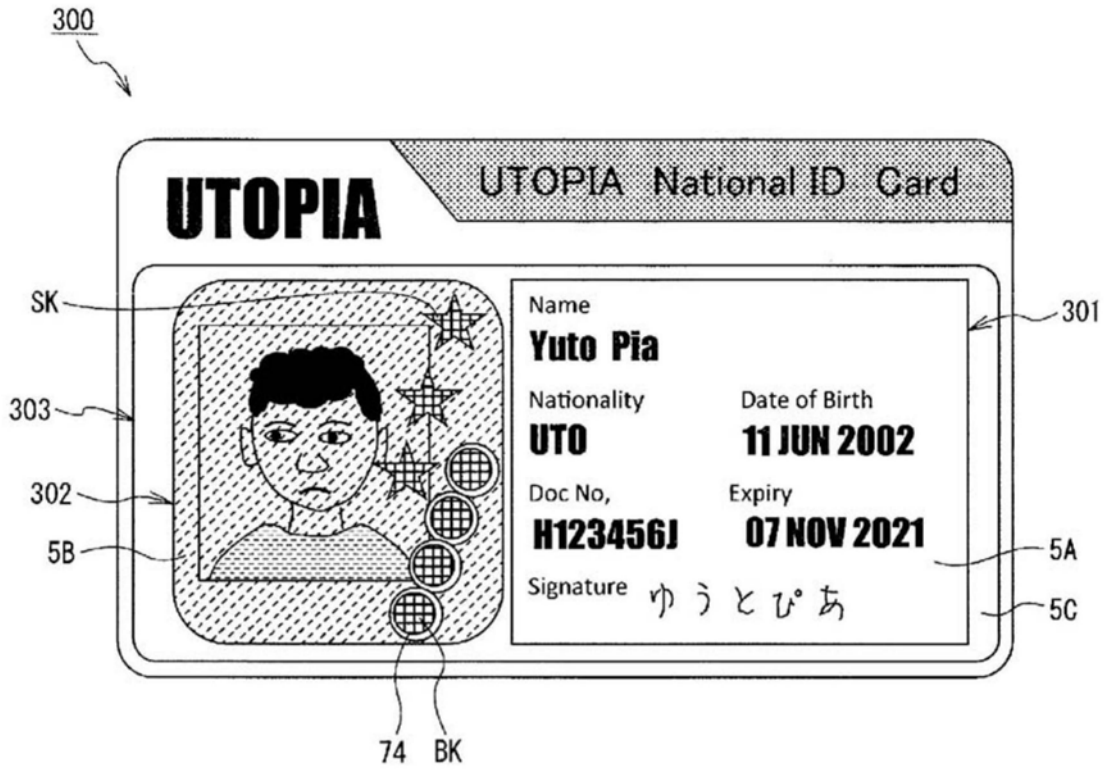 300
UTOPIA National ID Card
UTOPIA
SK
Name
301
Yuto Pia
303
Nationality Date of Birth
UTO 11 JUN 2002
302
Doc No, Expiry
H123456J 07 NOV 2021
5B
5A
Signature ゆうとぴあ
5C
74 BK